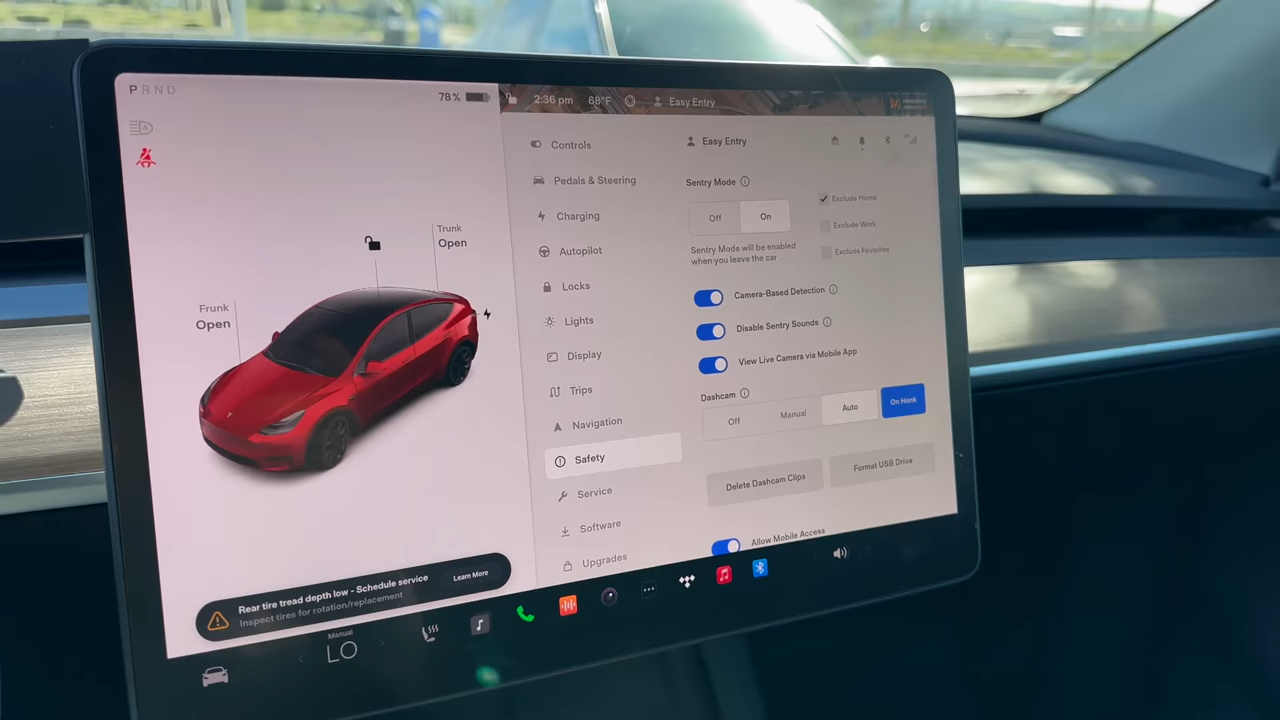 PRND
78%
2:36 pm 68°F Easy Entry
Trunk
Open
Frunk
Open
Rear tire tread depth low - Schedule service
Inspect tires for rotation/replacement
Learn More
Controls
Pedals & Steering
Charging
Autopilot
Locks
Lights
Display
Trips
Navigation
Safety
Service
Software
Upgrades
Easy Entry
Sentry Mode
Off On
Sentry Mode will be enabled
when you leave the car
Exclude Home
Exclude Work
Exclude Favorites
Camera-Based Detection
Disable Sentry Sounds
View Live Camera via Mobile App
Dashcam
Off Manual Auto On Honk
Delete Dashcam Clips Format USB Drive
Allow Mobile Access
Manual
LO